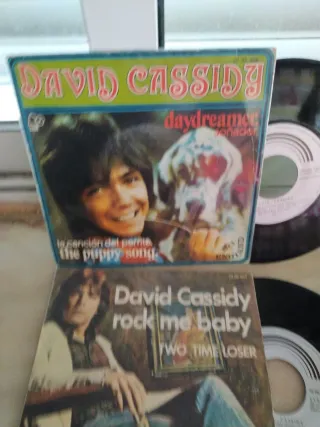 DAVID CASSIDY
daydreamer
soñador
la canción del perrito
the puppy song
David Cassidy
rock me baby
TWO TIME LOSER